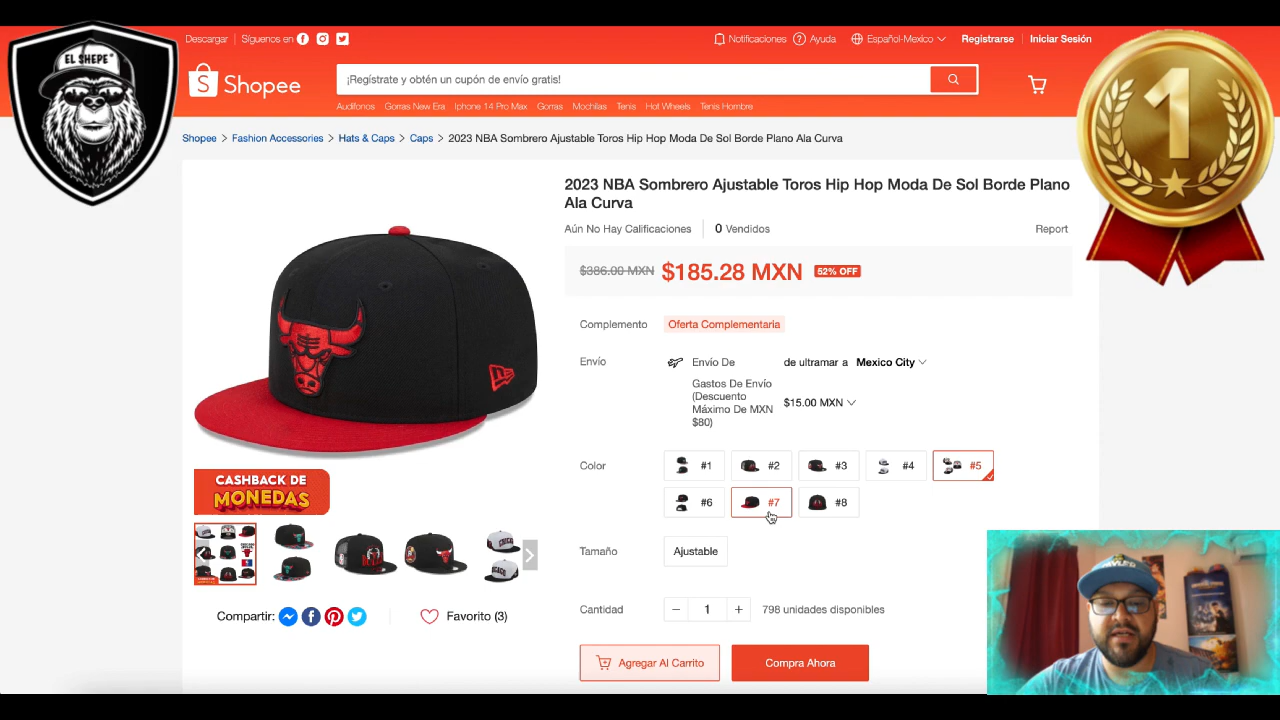 Descargar Síguenos en
Notificaciones Ayuda Español-Mexico Registrarse Iniciar Sesión
EL SHEPE
Shopee
¡Regístrate y obtén un cupón de envío gratis!
Audífonos Gorras New Era Iphone 14 Pro Max Gorras Mochilas Tenis Hot Wheels Tenis Hombre
1
Shopee > Fashion Accessories > Hats & Caps > Caps > 2023 NBA Sombrero Ajustable Toros Hip Hop Moda De Sol Borde Plano Ala Curva
2023 NBA Sombrero Ajustable Toros Hip Hop Moda De Sol Borde Plano
Ala Curva
Aún No Hay Calificaciones 0 Vendidos Report
$386.00 MXN $185.28 MXN 52% OFF
Complemento Oferta Complementaria
Envío Envío De de ultramar a Mexico City
Gastos De Envío
(Descuento
Máximo De MXN
$80)
$15.00 MXN
Color #1 #2 #3 #4 #5
#6 #7 #8
CASHBACK DE
MONEDAS
Tamaño Ajustable
Cantidad − 1 + 798 unidades disponibles
Compartir: Favorito (3)
Agregar Al Carrito Compra Ahora